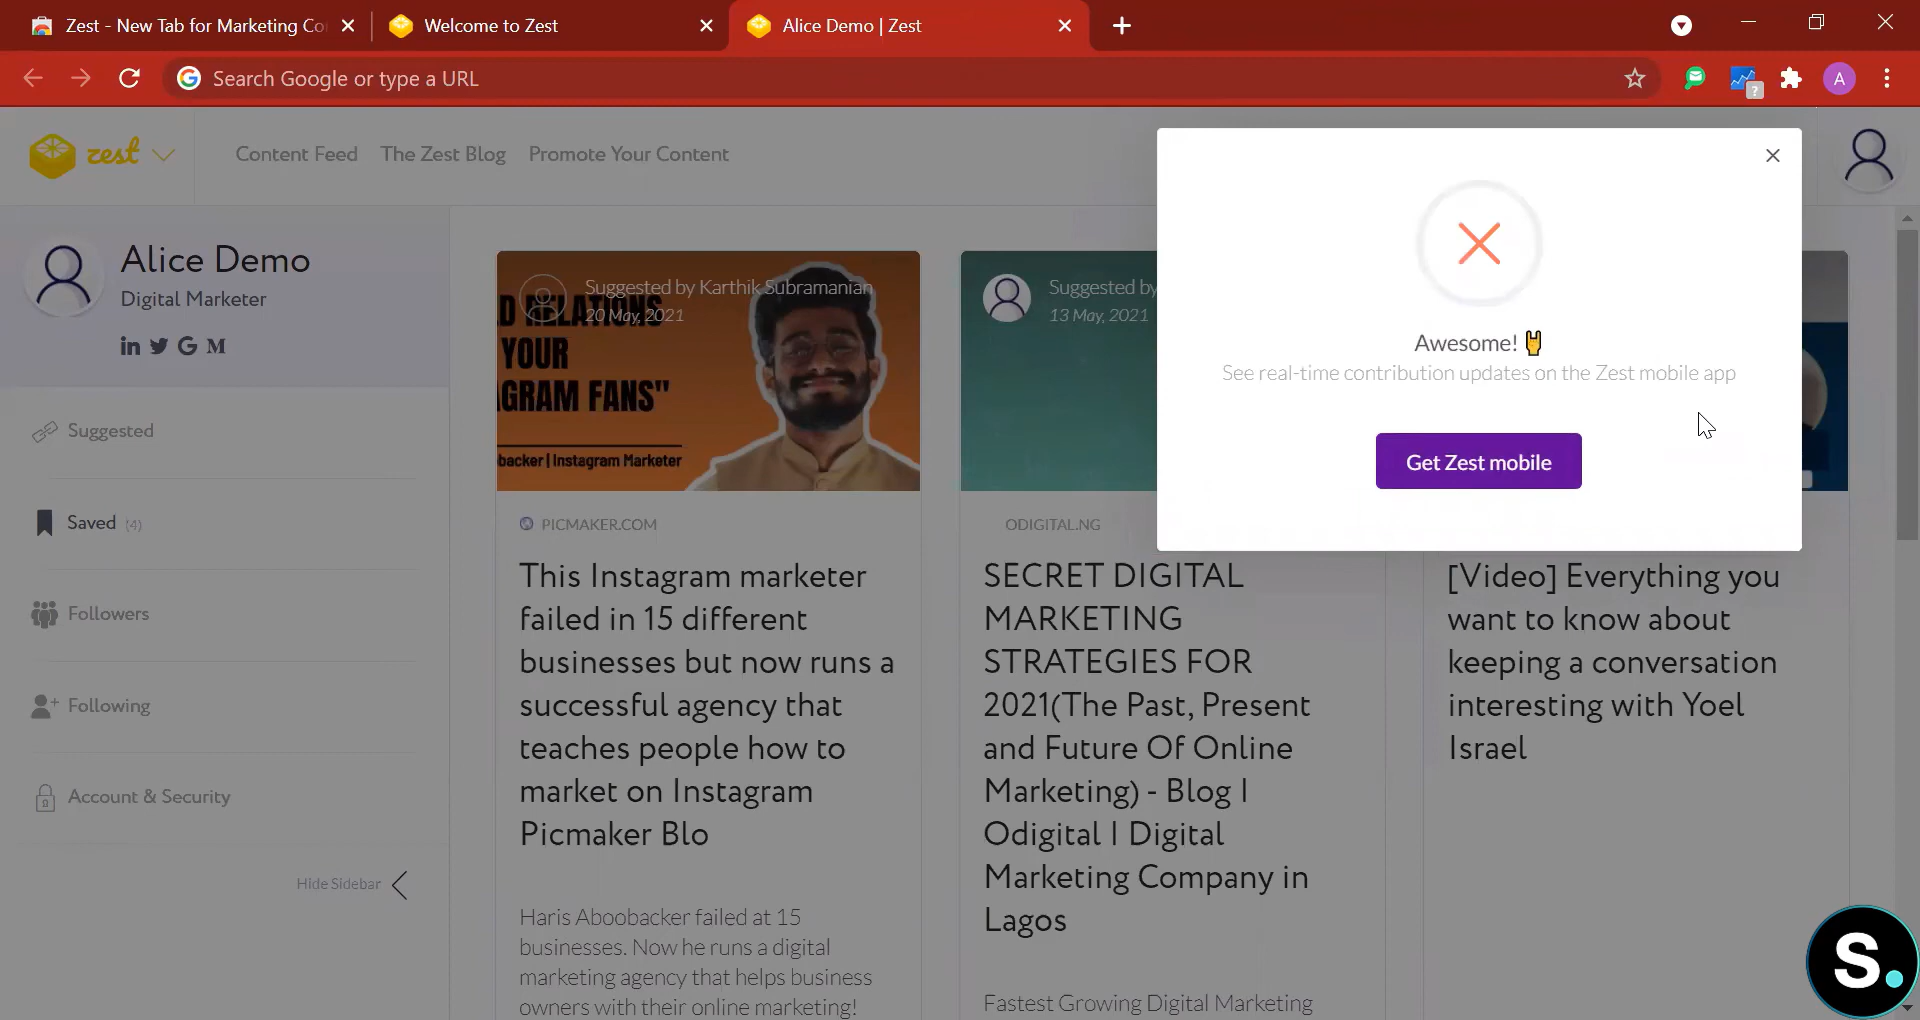 Zest - New Tab for Marketing Co
Welcome to Zest
Alice Demo | Zest
Search Google or type a URL
?
A
zest
Content Feed
The Zest Blog
Promote Your Content
Alice Demo
Digital Marketer
in G M
Suggested
Saved (4)
Followers
Following
Account & Security
Hide Sidebar
Suggested by Karthik Subramanian
20 May, 2021
D RELATIONS
YOUR
GRAM FANS"
backer | Instagram Marketer
PICMAKER.COM
This Instagram marketer
failed in 15 different
businesses but now runs a
successful agency that
teaches people how to
market on Instagram
Picmaker Blo
Haris Aboobacker failed at 15
businesses. Now he runs a digital
marketing agency that helps business
owners with their online marketing!
Suggested by
13 May, 2021
ODIGITAL.NG
SECRET DIGITAL
MARKETING
STRATEGIES FOR
2021(The Past, Present
and Future Of Online
Marketing) - Blog |
Odigital | Digital
Marketing Company in
Lagos
Fastest Growing Digital Marketing
[Video] Everything you
want to know about
keeping a conversation
interesting with Yoel
Israel
Awesome! 🤘
See real-time contribution updates on the Zest mobile app
Get Zest mobile
S.